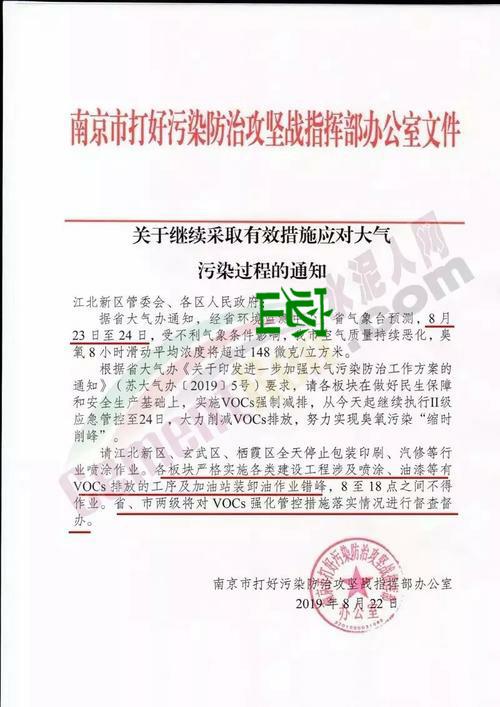 南京市打好污染防治攻坚战指挥部办公室文件
关于继续采取有效措施应对大气
污染过程的通知
江北新区管委会、各区人民政府：
据省大气办通知，经省环境监测 省气象台预测，8月
23日至24日，受不利气象条件影响，我市空气质量持续恶化，臭
氧8小时滑动平均浓度将超过148微克/立方米。
根据省大气办《关于印发进一步加强大气污染防治工作方案的
通知》（苏大气办〔2019〕5号）要求，请各板块在做好民生保障
和安全生产基础上，实施VOCs强制减排，从今天起继续执行II级
应急管控至24日，大力削减VOCs排放，努力实现臭氧污染“缩时
削峰”。
请江北新区、玄武区、栖霞区全天停止包装印刷、汽修等行
业喷涂作业。各板块严格实施各类建设工程涉及喷涂、油漆等有
VOCs排放的工序及加油站装卸油作业错峰，8至18点之间不得
作业。省、市两级将对VOCs强化管控措施落实情况进行督查督
办。
南京市打好污染防治攻坚战指挥部办公室
2019年8月22日
南京市打好污染防治攻坚战指挥部
办公室
水泥人网